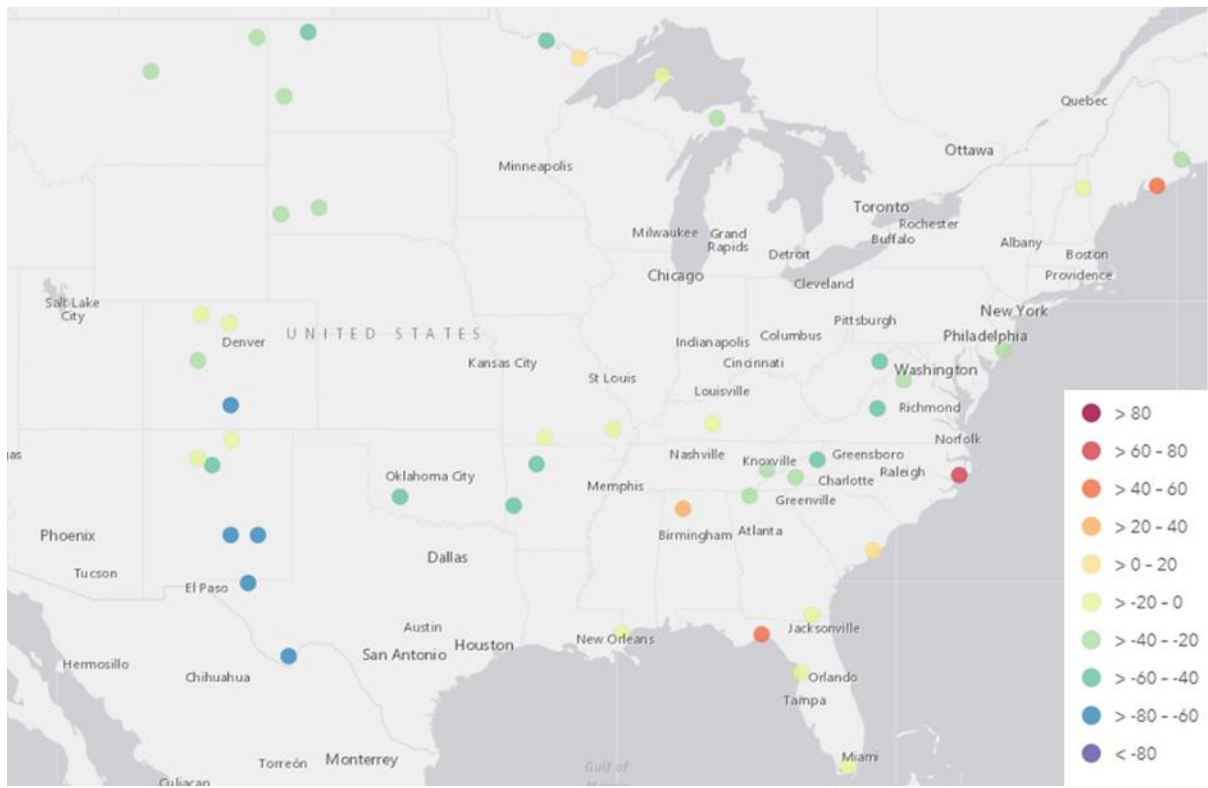 Quebec
Ottawa
Minneapolis
Toronto
Rochester
Milwaukee
Grand
Rapids
Buffalo
Albany
Detroit
Boston
Chicago
Providence
Cleveland
Salt Lake
City
New York
Pittsburgh
UNITED STATES
Denver
Columbus
Philadelphia
Indianapolis
Kansas City
Cincinnati
Washington
St Louis
Louisville
Richmond
Norfolk
as
Nashville
Knoxville
Greensboro
Raleigh
Oklahoma City
Charlotte
Memphis
Greenville
Phoenix
Birmingham
Atlanta
Dallas
Tucson
El Paso
Austin
Jacksonville
New Orleans
Houston
San Antonio
Hermosillo
Chihuahua
Orlando
Tampa
Miami
Torreón
Monterrey
Gulf of
Culiacan
> 80
> 60 - 80
> 40 - 60
> 20 - 40
> 0 - 20
> -20 - 0
> -40 - -20
> -60 - -40
> -80 - -60
< -80